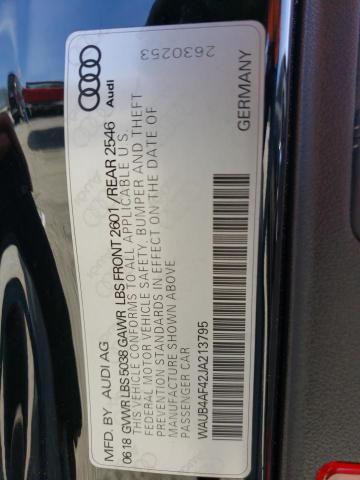 Audi
2630253
MFD. BY AUDI AG
GERMANY
06 18 GVWR LBS 5038 GAWR LBS FRONT 2601 /REAR 2546
THIS VEHICLE CONFORMS TO ALL APPLICABLE U.S.
FEDERAL MOTOR VEHICLE SAFETY, BUMPER AND THEFT
PREVENTION STANDARDS IN EFFECT ON THE DATE OF
MANUFACTURE SHOWN ABOVE
PASSENGER CAR
WAUB4AF42JA213795